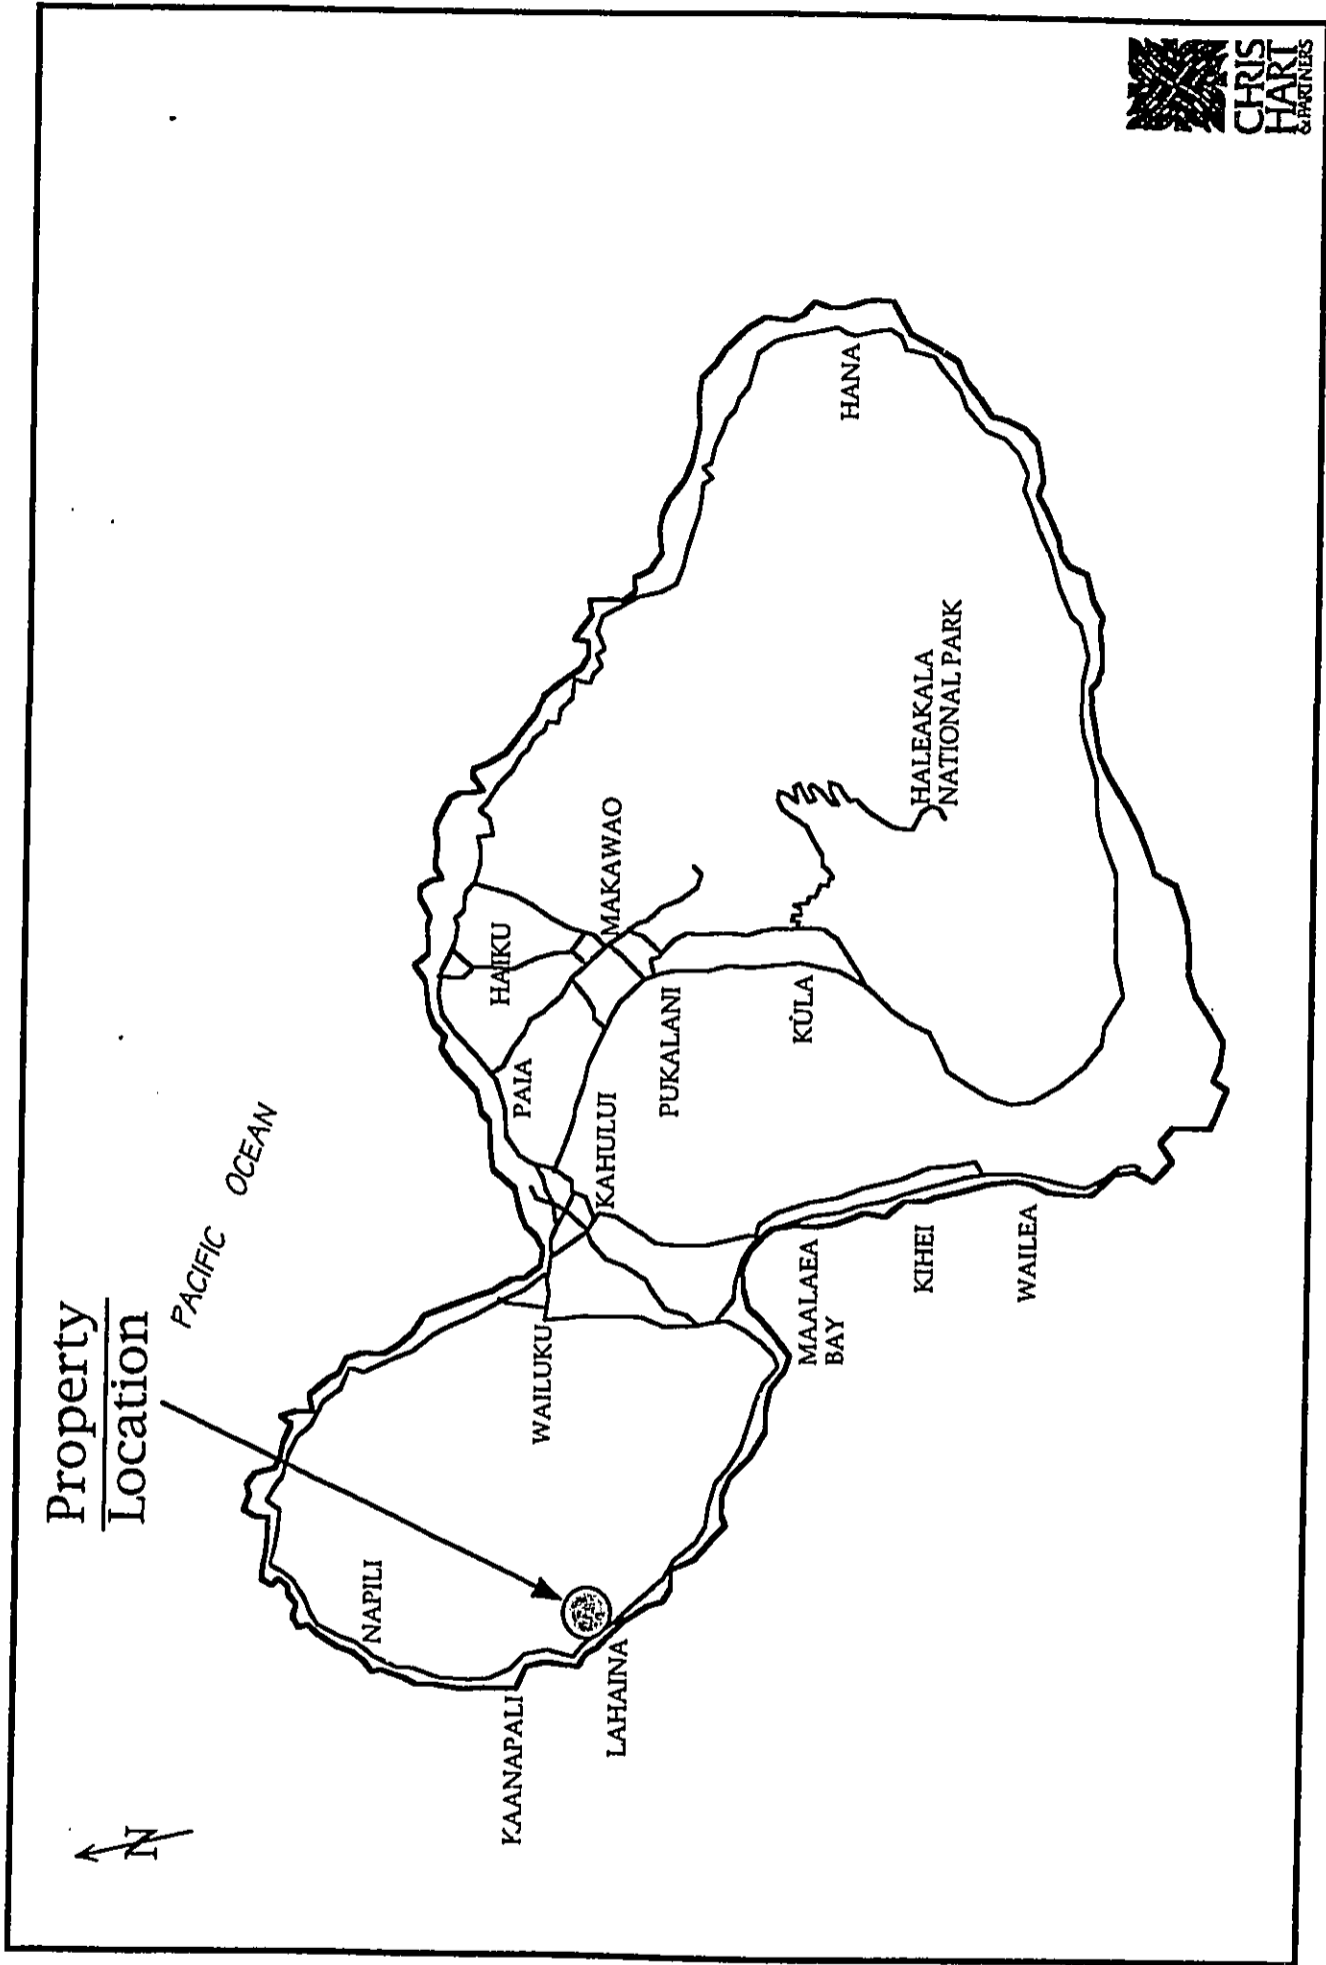 Property
Location
PACIFIC OCEAN
N
NAPILI
KAANAPALI
LAHAINA
WAILUKU
KAHULUI
PAIA
HAIKU
MAKAWAO
PUKALANI
KULA
HALEAKALA
NATIONAL PARK
HANA
MAALAEA
BAY
KIHEI
WAILEA
CHRIS
HART
& PARTNERS